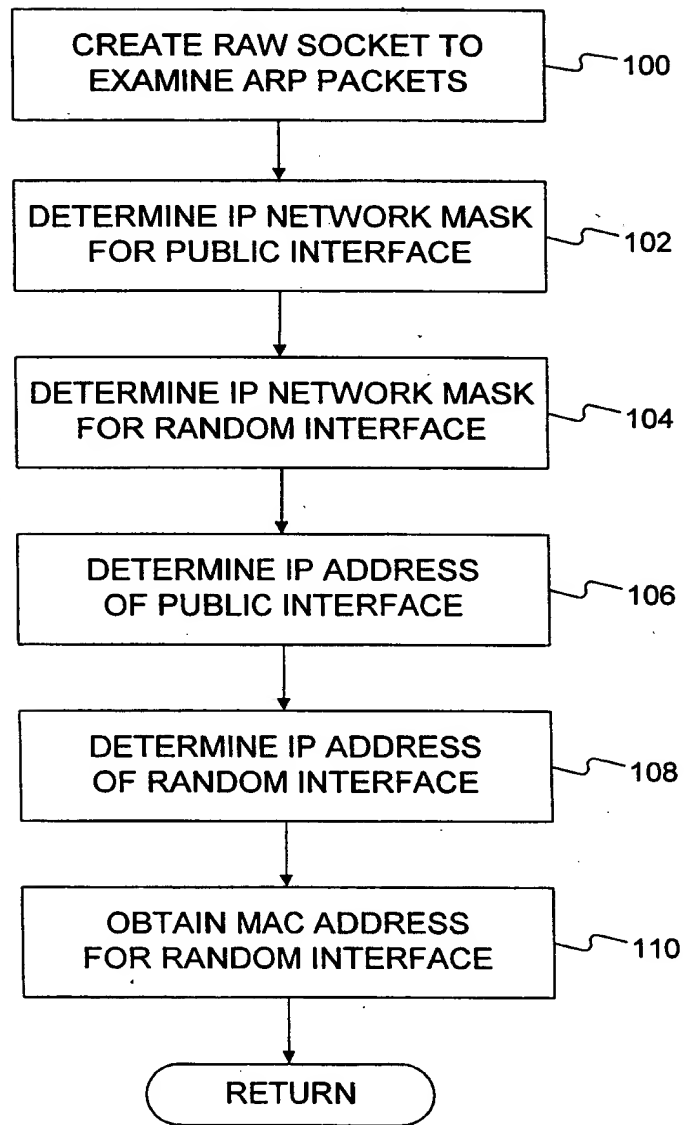 CREATE RAW SOCKET TO
EXAMINE ARP PACKETS
100
DETERMINE IP NETWORK MASK
FOR PUBLIC INTERFACE
102
DETERMINE IP NETWORK MASK
FOR RANDOM INTERFACE
104
DETERMINE IP ADDRESS
OF PUBLIC INTERFACE
106
DETERMINE IP ADDRESS
OF RANDOM INTERFACE
108
OBTAIN MAC ADDRESS
FOR RANDOM INTERFACE
110
RETURN